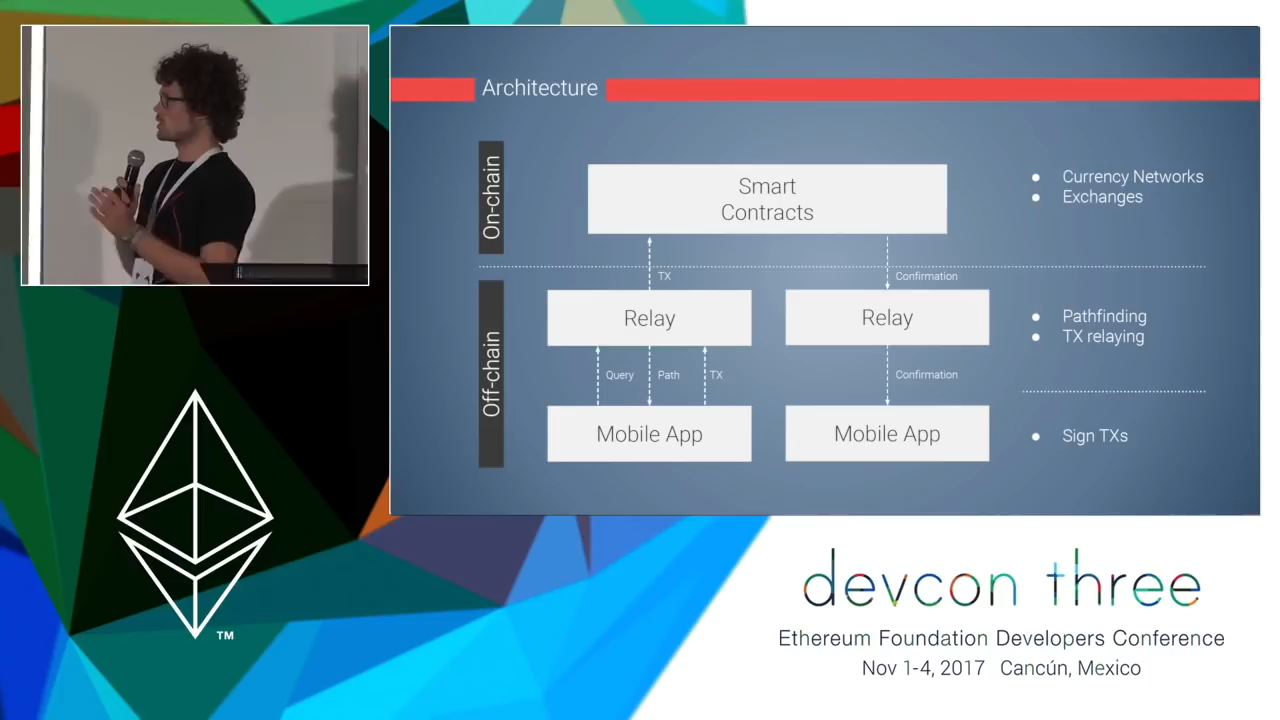 Architecture
On-chain
Smart
Contracts
Currency Networks
Exchanges
TX
Confirmation
Off-chain
Relay
Relay
Pathfinding
TX relaying
Query
Path
TX
Confirmation
Mobile App
Mobile App
Sign TXs
TM
devcon three
Ethereum Foundation Developers Conference
Nov 1-4, 2017 Cancún, Mexico